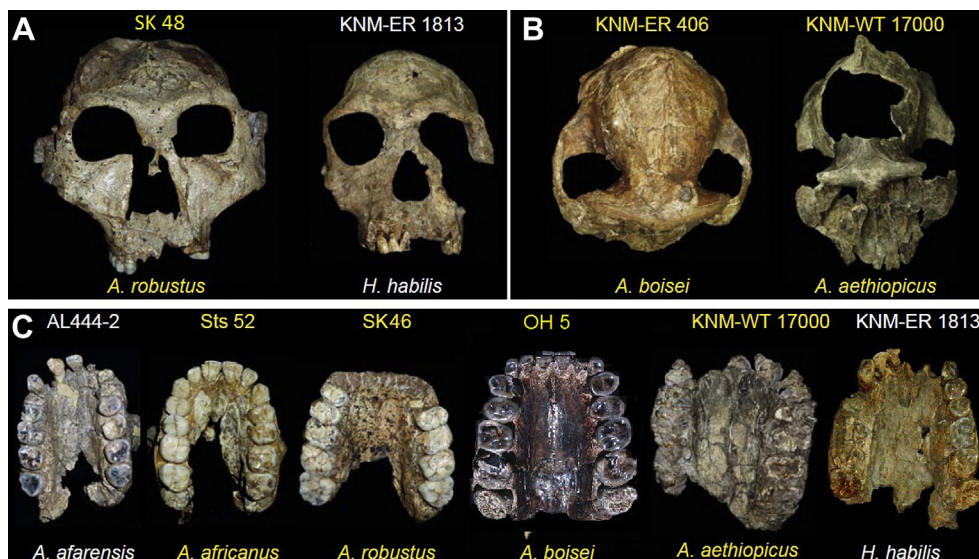 A
SK 48
KNM-ER 1813
A. robustus
H. habilis
B
KNM-ER 406
KNM-WT 17000
A. boisei
A. aethiopicus
C
AL444-2
Sts 52
SK46
OH 5
KNM-WT 17000
KNM-ER 1813
A. afarensis
A. africanus
A. robustus
A. boisei
A. aethiopicus
H. habilis